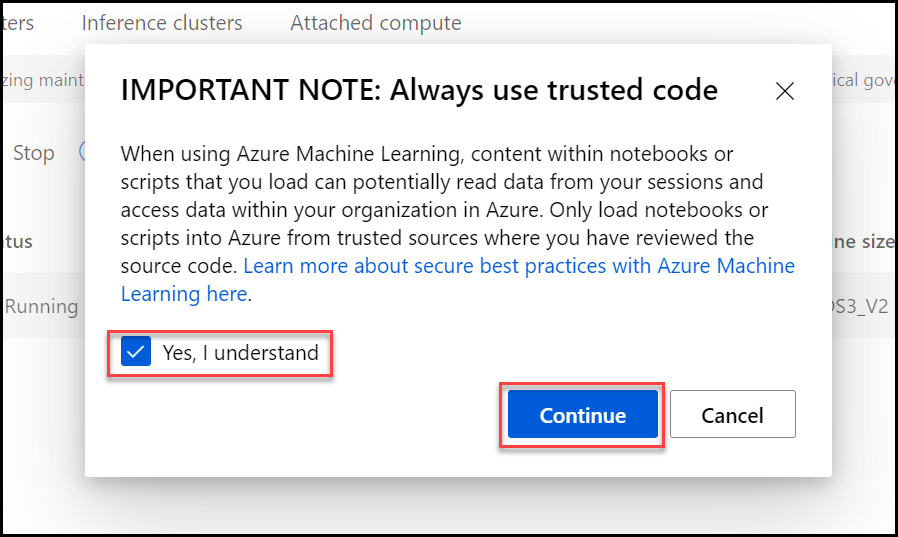 ters Inference clusters Attached compute
zing maint ical gov
IMPORTANT NOTE: Always use trusted code
Stop
When using Azure Machine Learning, content within notebooks or
scripts that you load can potentially read data from your sessions and
access data within your organization in Azure. Only load notebooks or
scripts into Azure from trusted sources where you have reviewed the
tus ne size
source code. Learn more about secure best practices with Azure Machine
Learning here.
Running DS3_V2
Yes, I understand
Continue Cancel